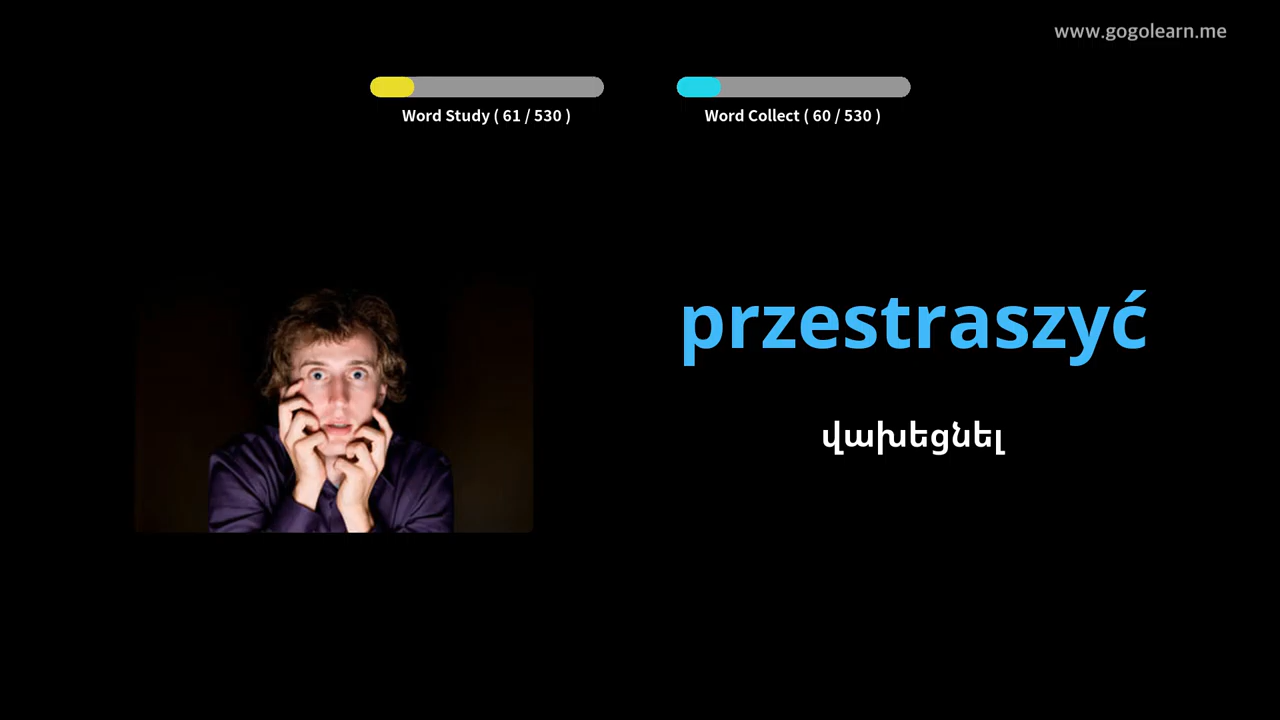 www.gogolearn.me
Word Study ( 61 / 530 )
Word Collect ( 60 / 530 )
przestraszyć
վախեցնել